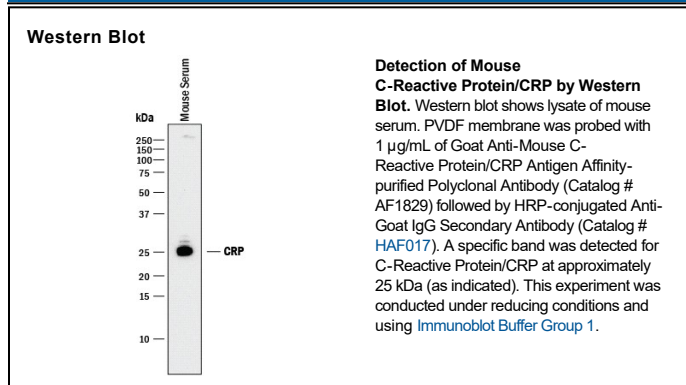 Western Blot
Mouse Serum
kDa
250
150
100
75
50
37
25
20
15
10
CRP
Detection of Mouse
C-Reactive Protein/CRP by Western
Blot. Western blot shows lysate of mouse
serum. PVDF membrane was probed with
1 µg/mL of Goat Anti-Mouse C-
Reactive Protein/CRP Antigen Affinity-
purified Polyclonal Antibody (Catalog #
AF1829) followed by HRP-conjugated Anti-
Goat IgG Secondary Antibody (Catalog #
HAF017). A specific band was detected for
C-Reactive Protein/CRP at approximately
25 kDa (as indicated). This experiment was
conducted under reducing conditions and
using Immunoblot Buffer Group 1.